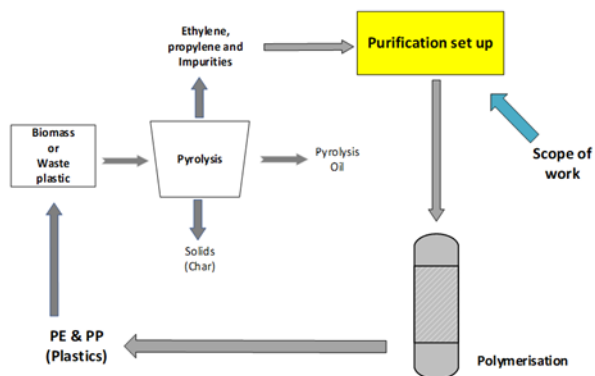 Ethylene,
propylene and
Impurities
Purification set up
Biomass
or
Waste
plastic
Pyrolysis
Pyrolysis
Oil
Scope of
work
Solids
(Char)
PE & PP
(Plastics)
Polymerisation